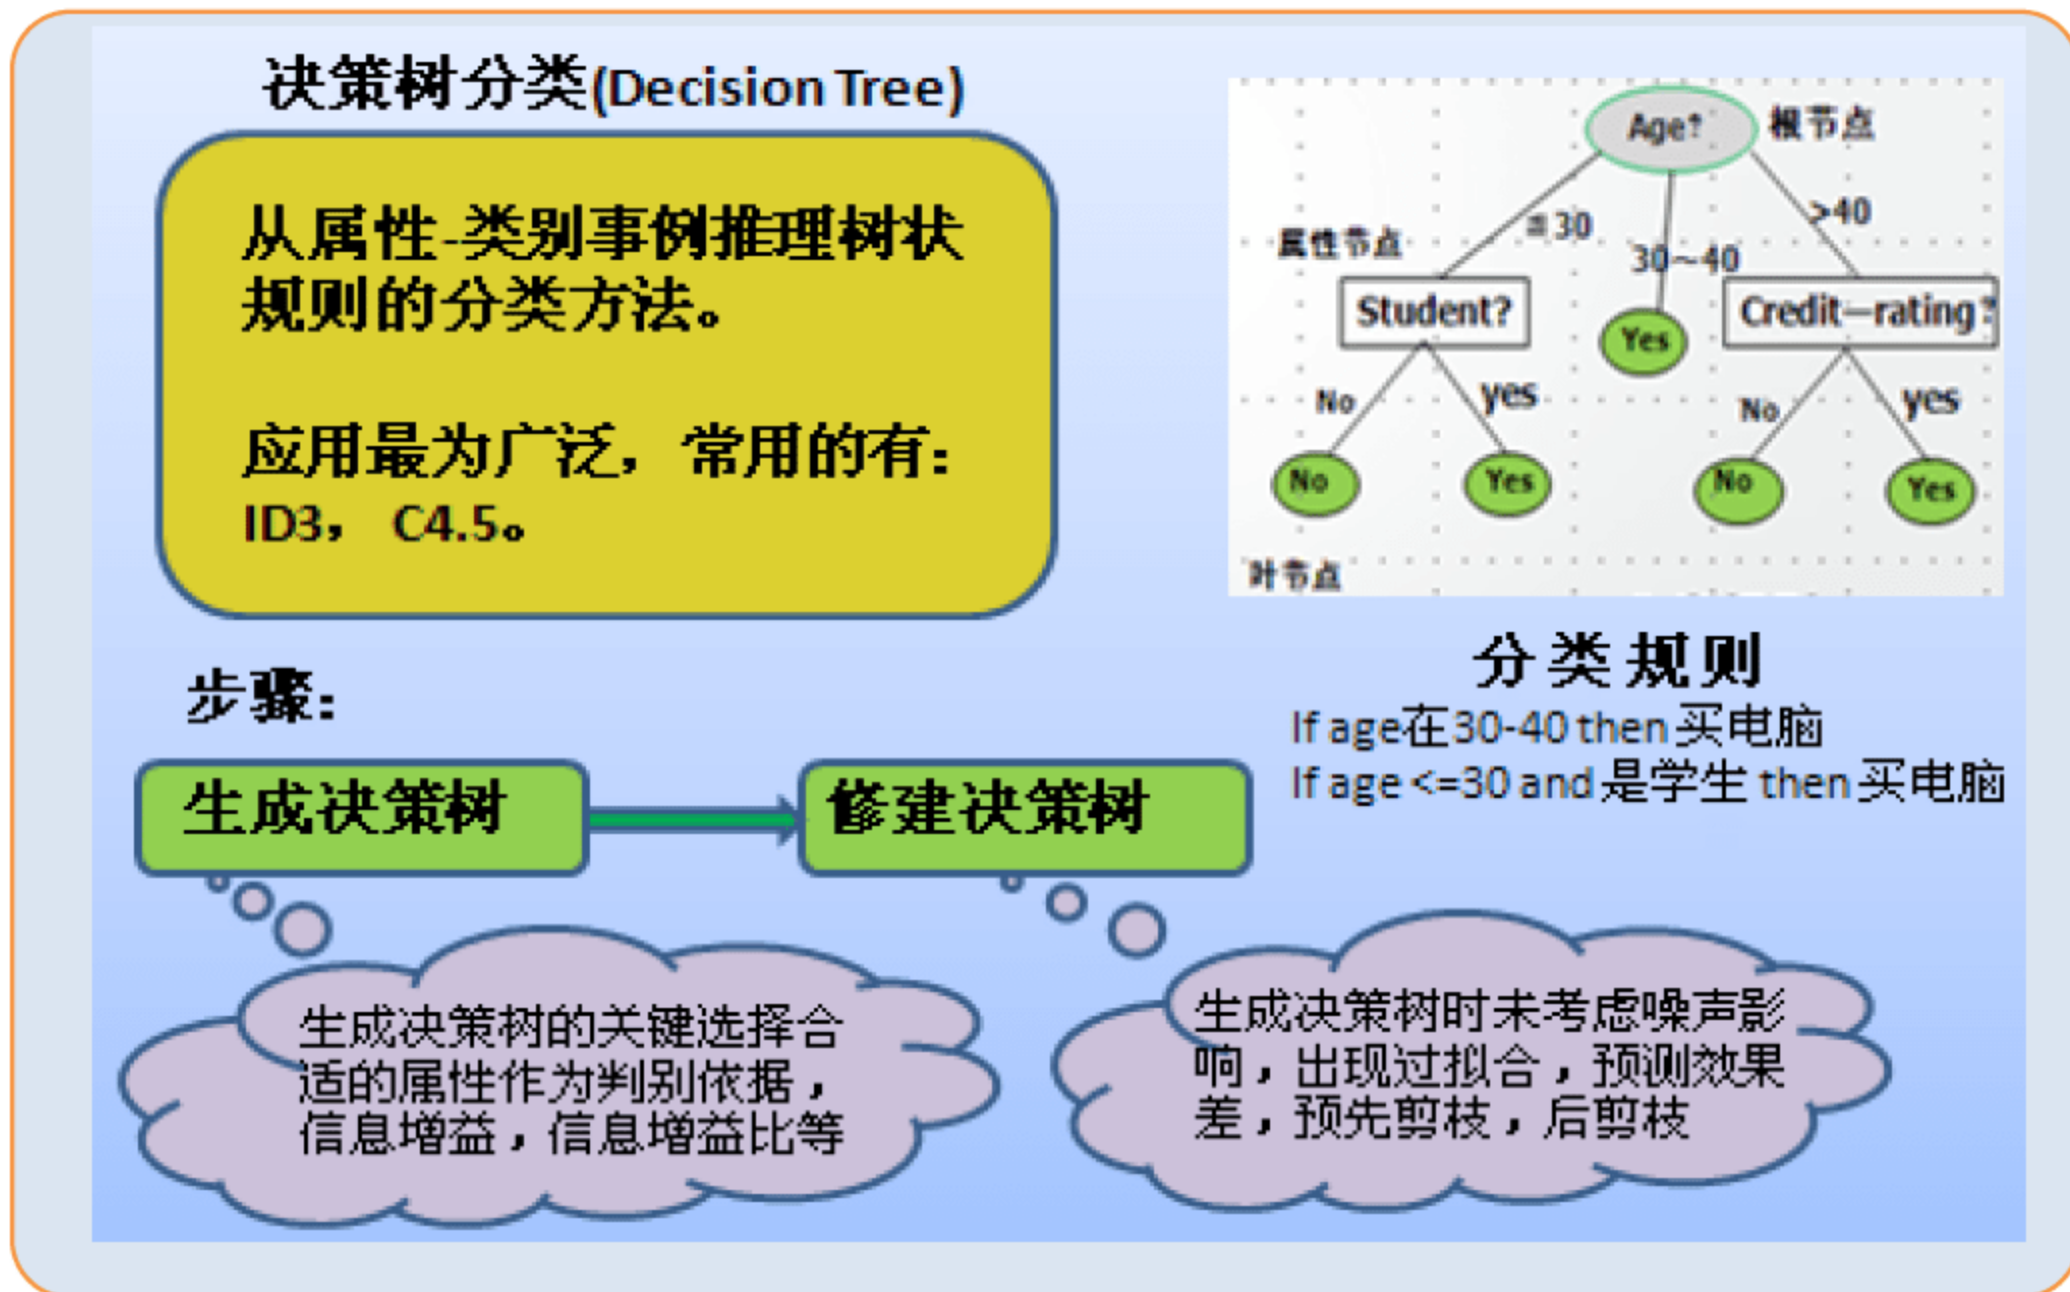 决策树分类(Decision Tree)
从属性-类别事例推理树状
规则的分类方法。
应用最为广泛，常用的有：
ID3， C4.5。
Age?
根节点
≦30
30～40
>40
属性节点
Student?
Yes
Credit—rating?
No
yes
No
yes
No
Yes
No
Yes
叶节点
分类规则
If age在30-40 then 买电脑
If age <=30 and 是学生 then 买电脑
步骤：
生成决策树
修建决策树
生成决策树的关键选择合
适的属性作为判别依据，
信息增益，信息增益比等
生成决策树时未考虑噪声影
响，出现过拟合，预测效果
差，预先剪枝，后剪枝